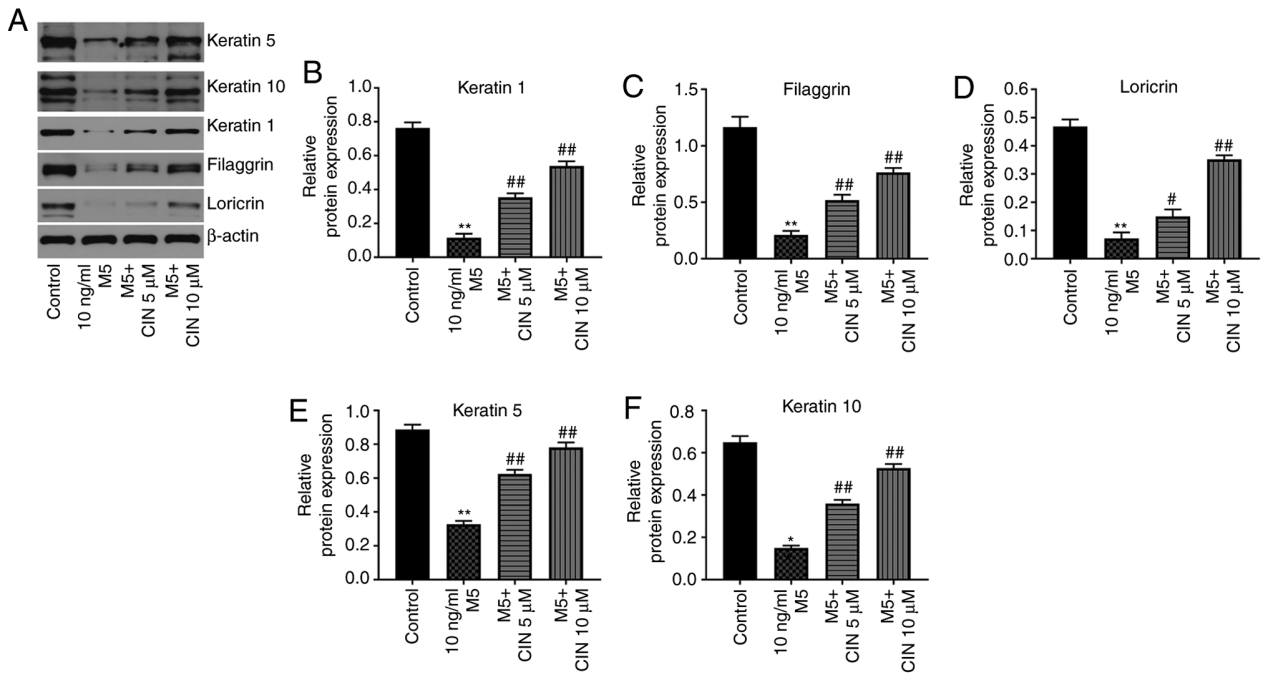 A
Keratin 5
Keratin 10
Keratin 1
Filaggrin
Loricrin
β-actin
Control
10 ng/ml
M5
M5+
CIN 5 µM
M5+
CIN 10 µM
B
Keratin 1
Relative
protein expression
1.0
0.8
0.6
0.4
0.2
0.0
**
##
##
Control
10 ng/ml
M5
M5+
CIN 5 µM
M5+
CIN 10 µM
C
Filaggrin
Relative
protein expression
1.5
1.0
0.5
0.0
**
##
##
Control
10 ng/ml
M5
M5+
CIN 5 µM
M5+
CIN 10 µM
D
Loricrin
Relative
protein expression
0.6
0.5
0.4
0.3
0.2
0.1
0.0
**
#
##
Control
10 ng/ml
M5
M5+
CIN 5 µM
M5+
CIN 10 µM
E
Keratin 5
Relative
protein expression
1.0
0.8
0.6
0.4
0.2
0.0
**
##
##
Control
10 ng/ml
M5
M5+
CIN 5 µM
M5+
CIN 10 µM
F
Keratin 10
Relative
protein expression
0.8
0.6
0.4
0.2
0.0
*
##
##
Control
10 ng/ml
M5
M5+
CIN 5 µM
M5+
CIN 10 µM